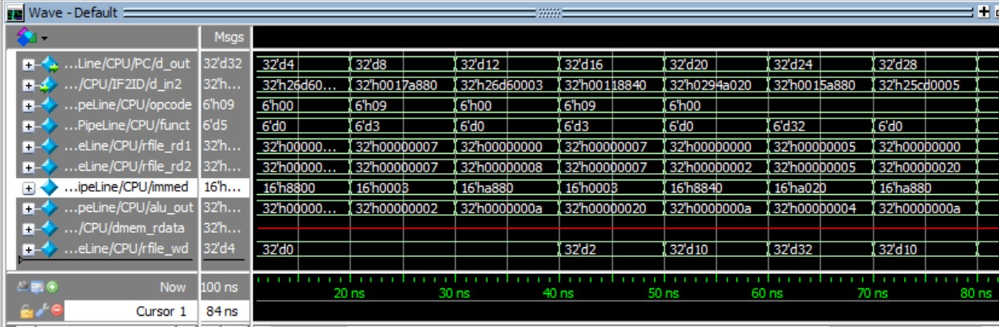 Wave - Default
Msgs
...Line/CPU/PC/d_out 32'd32 32'd4 32'd8 32'd12 32'd16 32'd20 32'd24 32'd28
.../CPU/IF2ID/d_in2 32'h... 32'h26d60... 32'h0017a880 32'h26d60003 32'h00118840 32'h0294a020 32'h0015a880 32'h25cd0005
...peLine/CPU/opcode 6'h09 6'h00 6'h09 6'h00 6'h09 6'h00
...PipeLine/CPU/funct 6'd5 6'd0 6'd3 6'd0 6'd3 6'd0 6'd32 6'd0
...eLine/CPU/rfile_rd1 32'h... 32'h00000... 32'h00000007 32'h00000000 32'h00000007 32'h00000000 32'h00000005 32'h00000000
...eLine/CPU/rfile_rd2 32'h... 32'h00000... 32'h00000007 32'h00000008 32'h00000007 32'h00000002 32'h00000005 32'h00000020
...ipeLine/CPU/immed 16'h... 16'h8800 16'h0003 16'ha880 16'h0003 16'h8840 16'ha020 16'ha880
...peLine/CPU/alu_out 32'h... 32'h00000... 32'h00000002 32'h0000000a 32'h00000020 32'h0000000a 32'h00000004 32'h0000000a
.../CPU/dmem_rdata 32'h...
...eLine/CPU/rfile_wd 32'd4 32'd0 32'd2 32'd10 32'd32 32'd10
Now 100 ns 20 ns 30 ns 40 ns 50 ns 60 ns 70 ns 80 ns
Cursor 1 84 ns